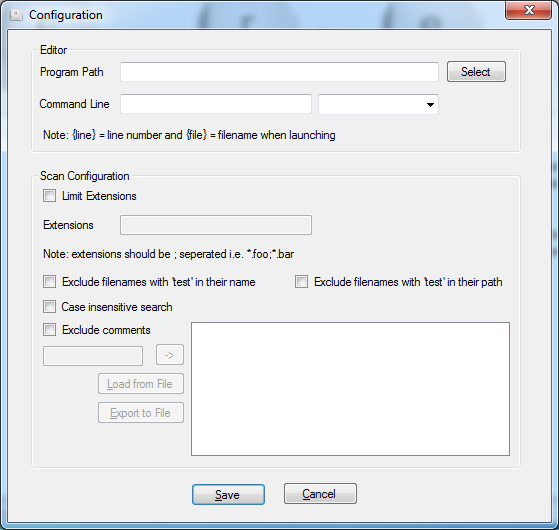 Configuration
Editor
Program Path
Select
Command Line
Note: {line} = line number and {file} = filename when launching
Scan Configuration
Limit Extensions
Extensions
Note: extensions should be ; seperated i.e. *.foo;*.bar
Exclude filenames with 'test' in their name
Exclude filenames with 'test' in their path
Case insensitive search
Exclude comments
->
Load from File
Export to File
Save
Cancel